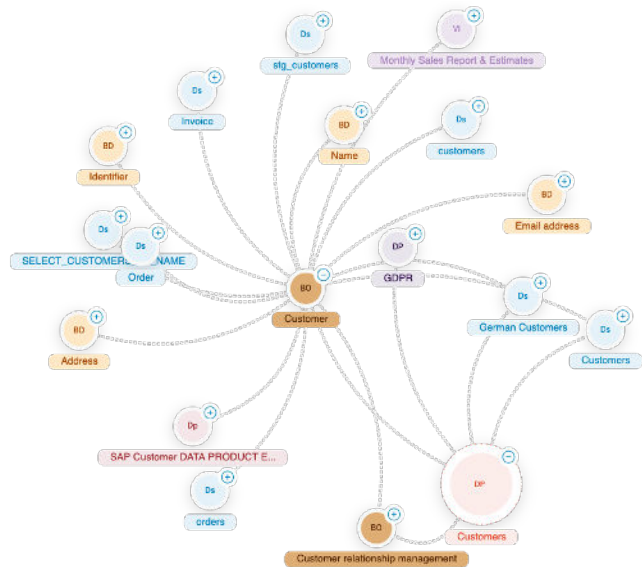 Ds
stg_customers
VI
Monthly Sales Report & Estimates
Ds
Invoice
BD
Name
Ds
customers
BD
Identifier
BD
Email address
Ds
SELECT_CUSTOMER NAME
Ds
Order
DP
GDPR
BO
Customer
Ds
German Customers
Ds
Customers
BD
Address
Dp
SAP Customer DATA PRODUCT E...
Ds
orders
DP
Customers
BO
Customer relationship management